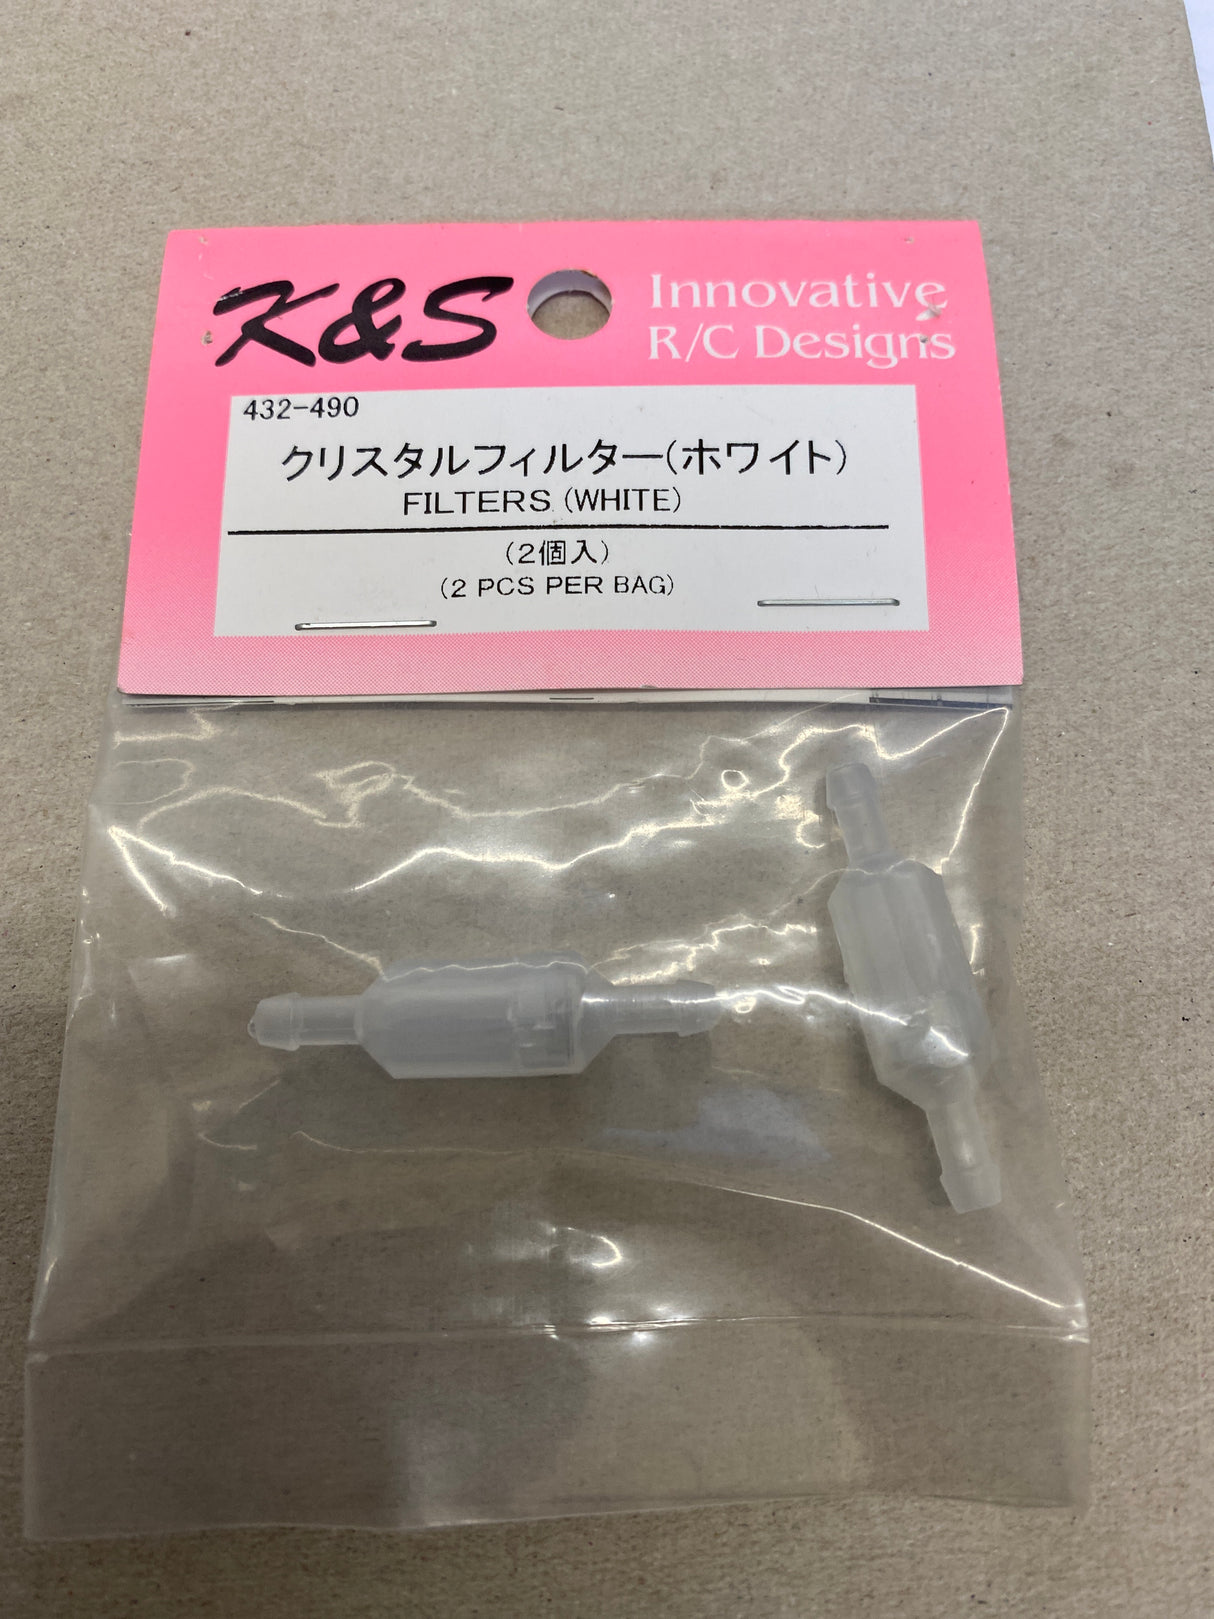 K&S
Innovative
R/C Designs
432-490
クリスタルフィルター(ホワイト)
FILTERS (WHITE)
(2個入)
(2 PCS PER BAG)